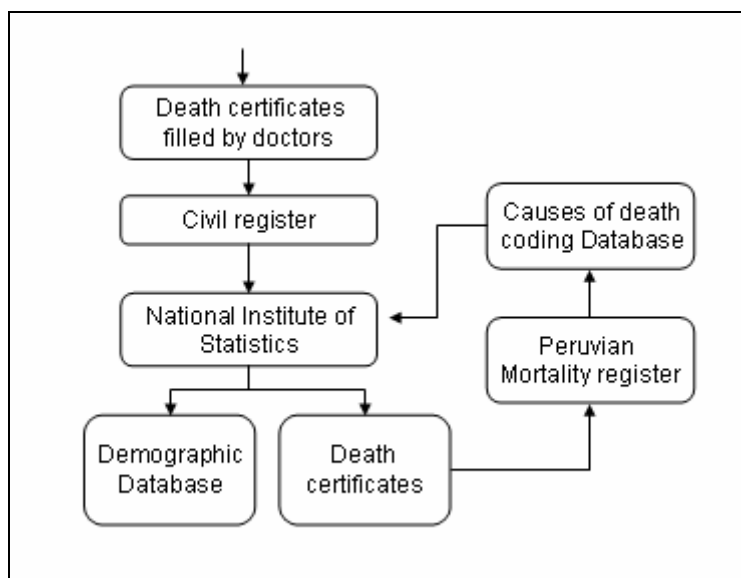 Death certificates
filled by doctors
Civil register
National Institute of
Statistics
Demographic
Database
Death
certificates
Peruvian
Mortality register
Causes of death
coding Database